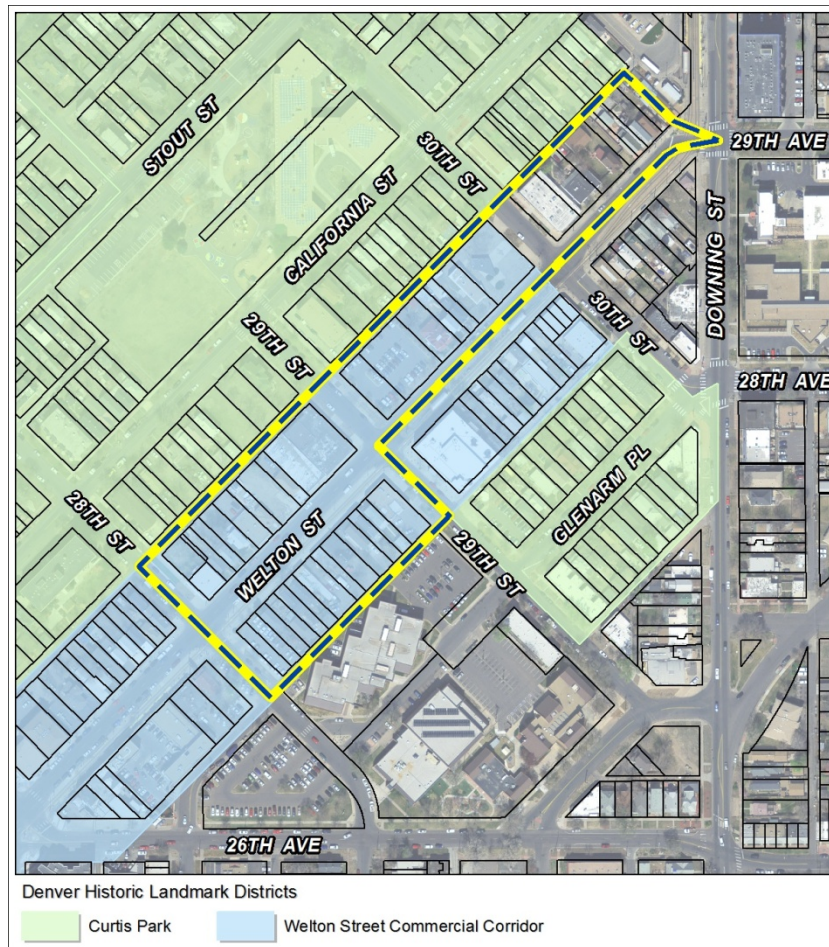 STOUT ST
30TH ST
29TH AVE
CALIFORNIA ST
DOWNING ST
29TH ST
30TH ST
28TH AVE
28TH ST
GLENARM PL
WELTON ST
29TH ST
26TH AVE
Denver Historic Landmark Districts
Curtis Park
Welton Street Commercial Corridor